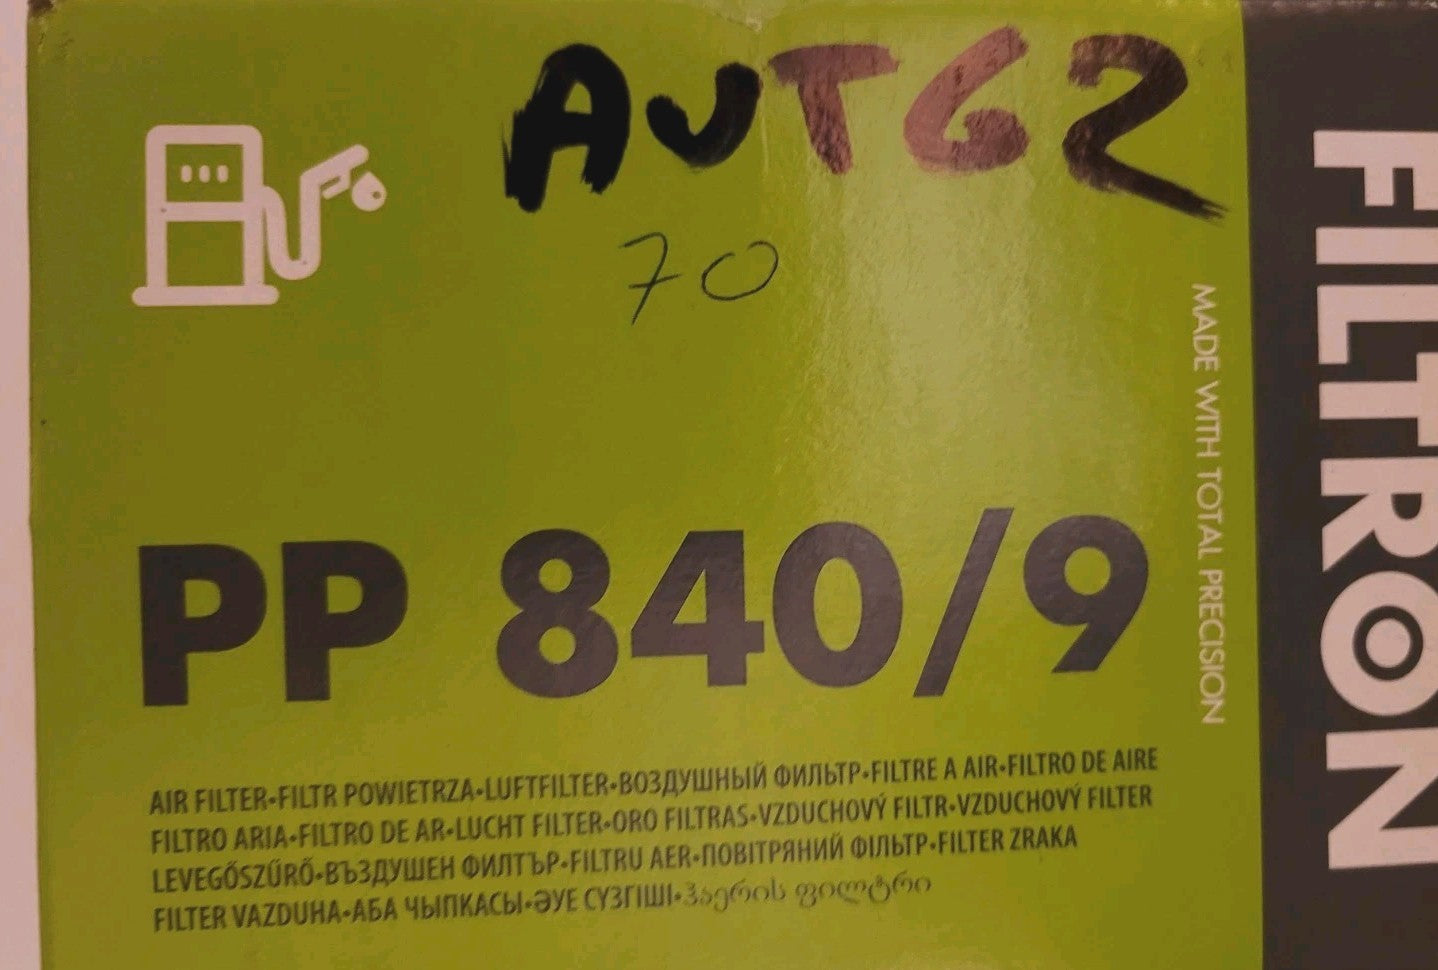 AUTG2
70
PP 840/9
AIR FILTER•FILTR POWIETRZA•LUFTFILTER•ВОЗДУШНЫЙ ФИЛЬТР•FILTRE A AIR•FILTRO DE AIRE
FILTRO ARIA•FILTRO DE AR•LUCHT FILTER•ORO FILTRAS•VZDUCHOVÝ FILTR•VZDUCHOVÝ FILTER
LEVEGŐSZŰRŐ•ВЪЗДУШЕН ФИЛТЪР•FILTRU AER•ПОВІТРЯНИЙ ФІЛЬТР•FILTER ZRAKA
FILTER VAZDUHA•АБА ЧЫПКАСЫ•ӘУЕ СҮЗГІШІ•ჰაერის ფილტრი
MADE WITH TOTAL PRECISION
FILTRON